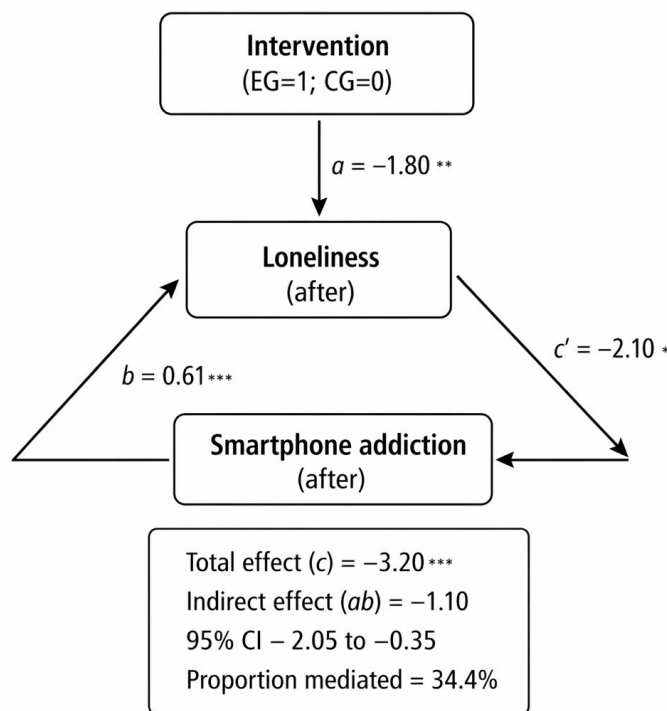 Intervention
(EG=1; CG=0)
a = −1.80 **
Loneliness
(after)
c′ = −2.10 *
b = 0.61 ***
Smartphone addiction
(after)
Total effect (c) = −3.20 ***
Indirect effect (ab) = −1.10
95% CI – 2.05 to −0.35
Proportion mediated = 34.4%